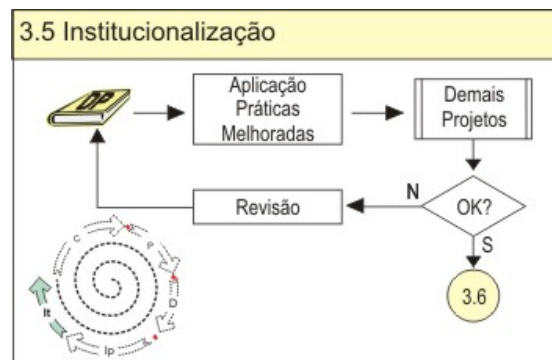 3.5 Institucionalização
DP
Aplicação
Práticas
Melhoradas
Demais
Projetos
Revisão
N
OK?
S
3.6
C
P
D
Ip
It